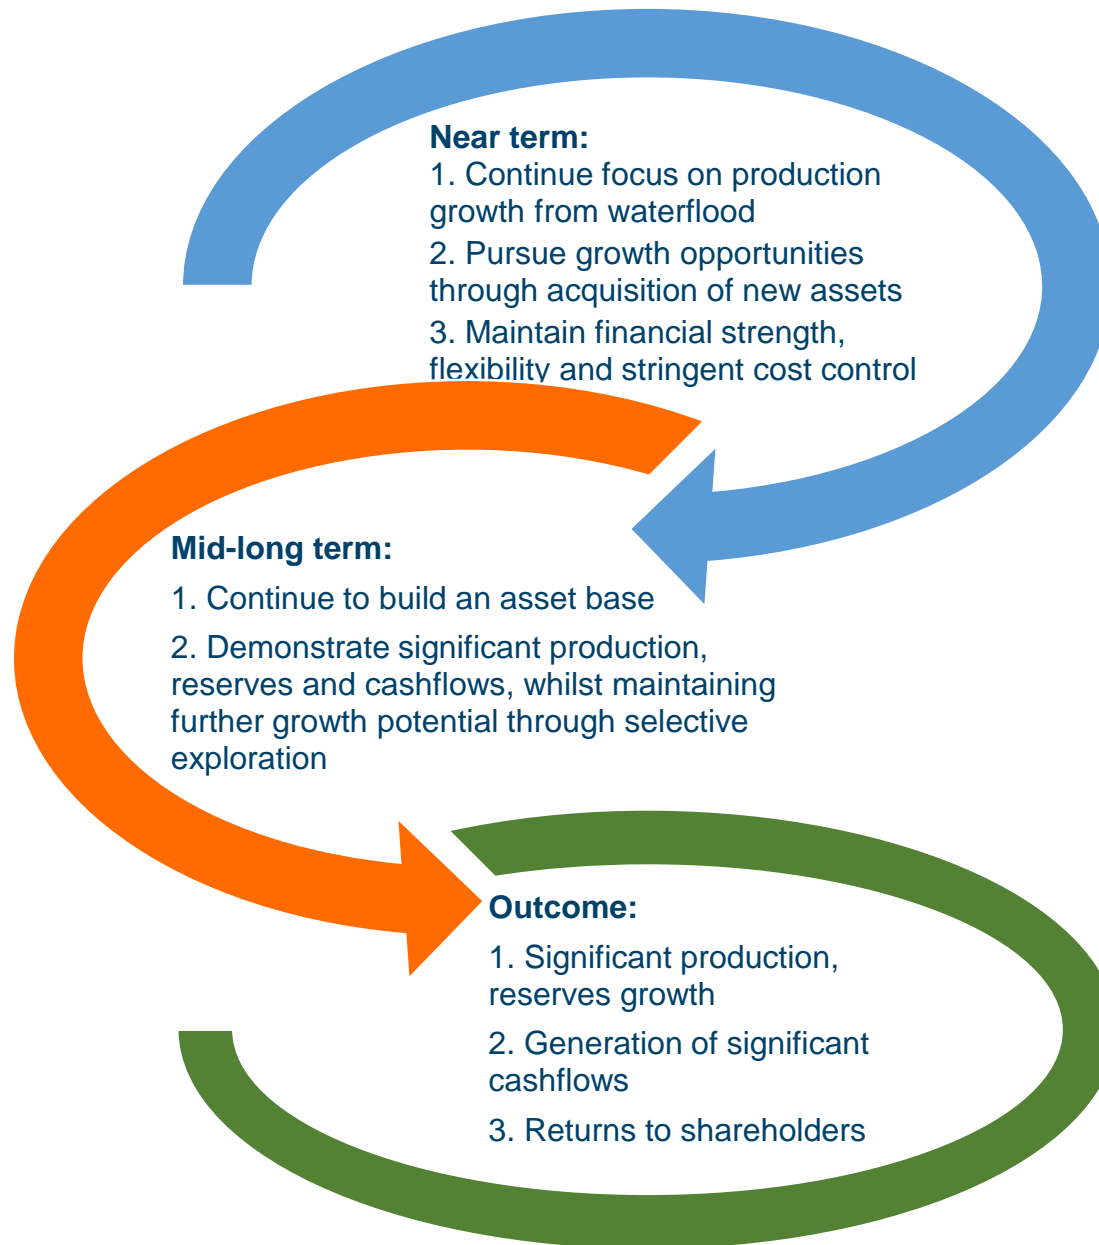 Near term:
1. Continue focus on production
growth from waterflood
2. Pursue growth opportunities
through acquisition of new assets
3. Maintain financial strength,
flexibility and stringent cost control
Mid-long term:
1. Continue to build an asset base
2. Demonstrate significant production,
reserves and cashflows, whilst maintaining
further growth potential through selective
exploration
Outcome:
1. Significant production,
reserves growth
2. Generation of significant
cashflows
3. Returns to shareholders